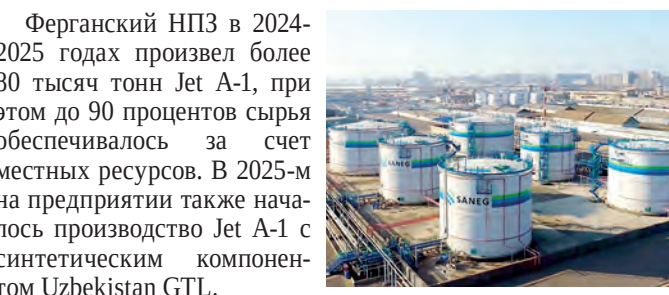 Ферганский НПЗ в 2024-
2025 годах произвел более
80 тысяч тонн Jet A-1, при
этом до 90 процентов сырья
обеспечивалось за счет
местных ресурсов. В 2025-м
на предприятии также нача-
лось производство Jet A-1 с
синтетическим компонен-
том Uzbekistan GTL.
SANEG
SANEG